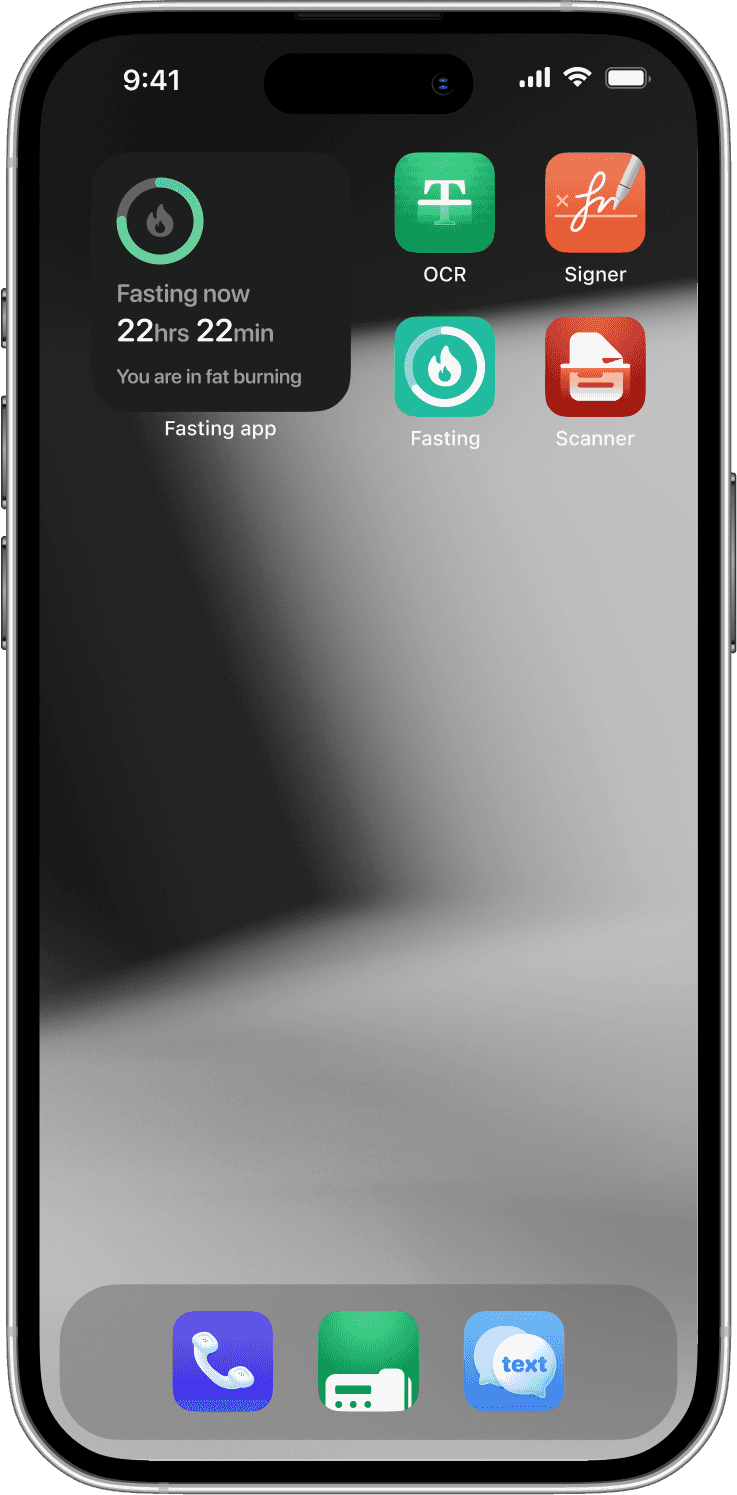 9:41
Fasting now
22hrs 22min
You are in fat burning
Fasting app
T
OCR
Signer
Fasting
Scanner
text